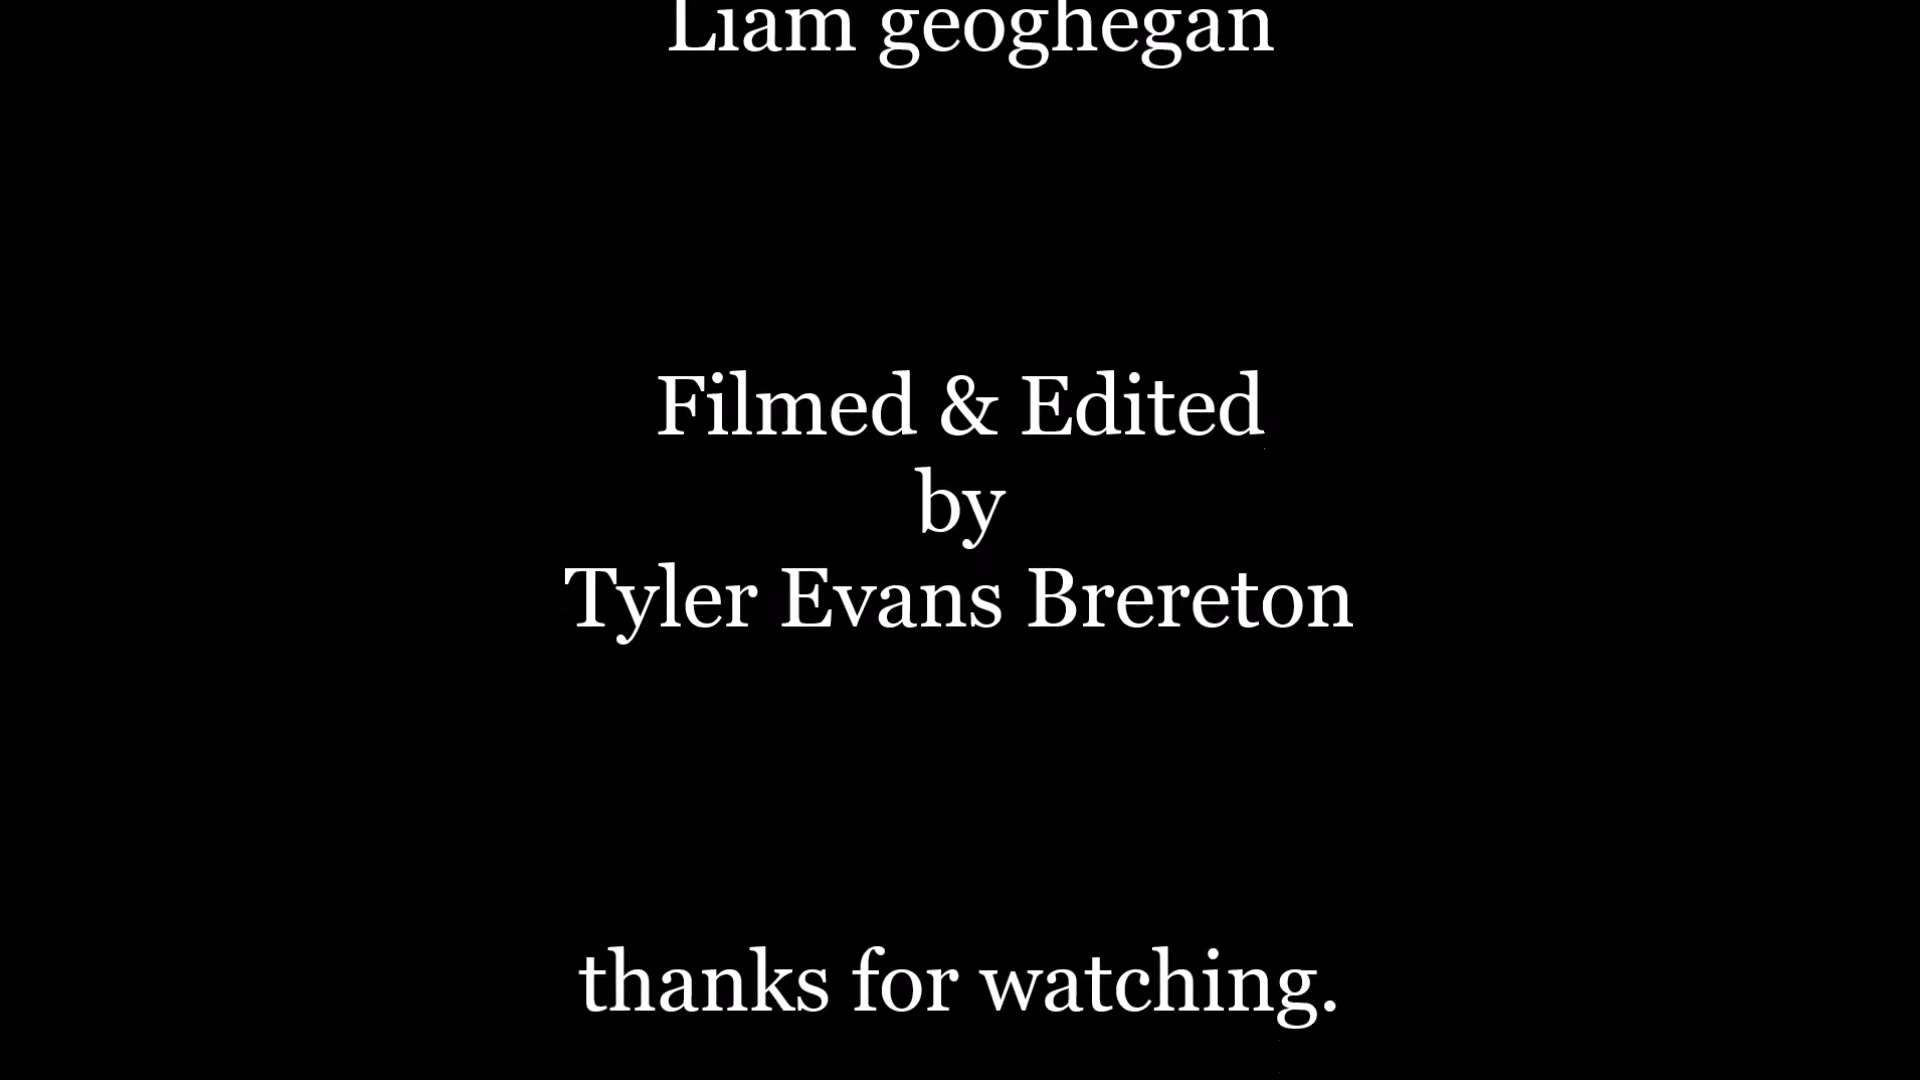 Liam geoghegan
Filmed & Edited
by
Tyler Evans Brereton
thanks for watching.